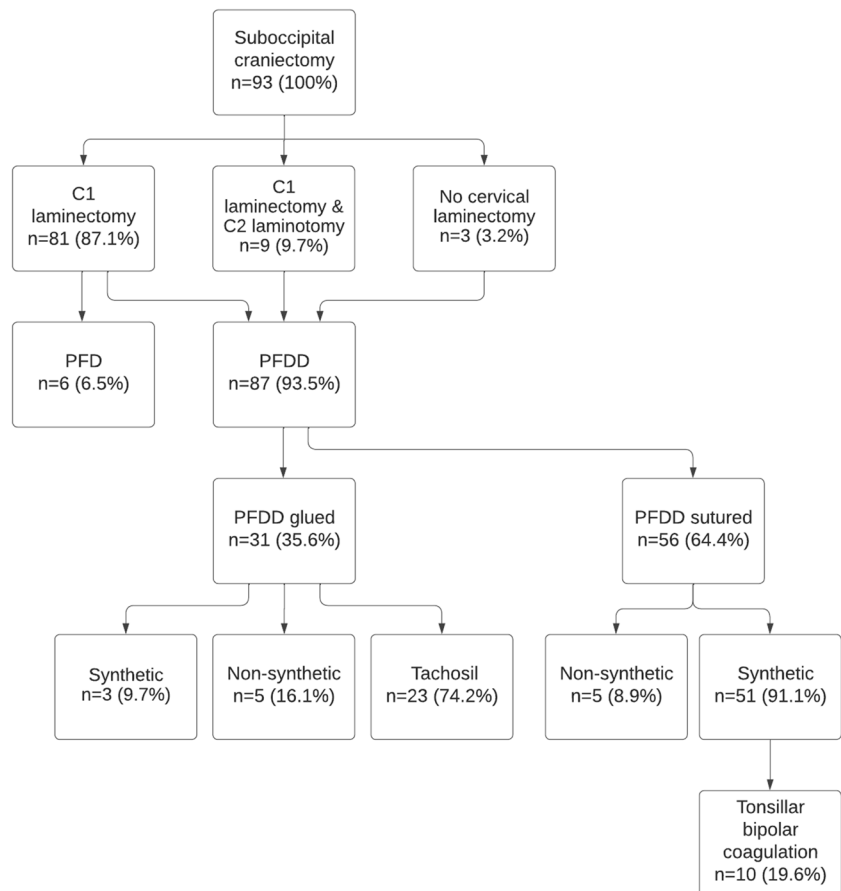 Suboccipital
craniectomy
n=93 (100%)
C1
laminectomy
n=81 (87.1%)
C1
laminectomy &
C2 laminotomy
n=9 (9.7%)
No cervical
laminectomy
n=3 (3.2%)
PFD
n=6 (6.5%)
PFDD
n=87 (93.5%)
PFDD glued
n=31 (35.6%)
PFDD sutured
n=56 (64.4%)
Synthetic
n=3 (9.7%)
Non-synthetic
n=5 (16.1%)
Tachosil
n=23 (74.2%)
Non-synthetic
n=5 (8.9%)
Synthetic
n=51 (91.1%)
Tonsillar
bipolar
coagulation
n=10 (19.6%)